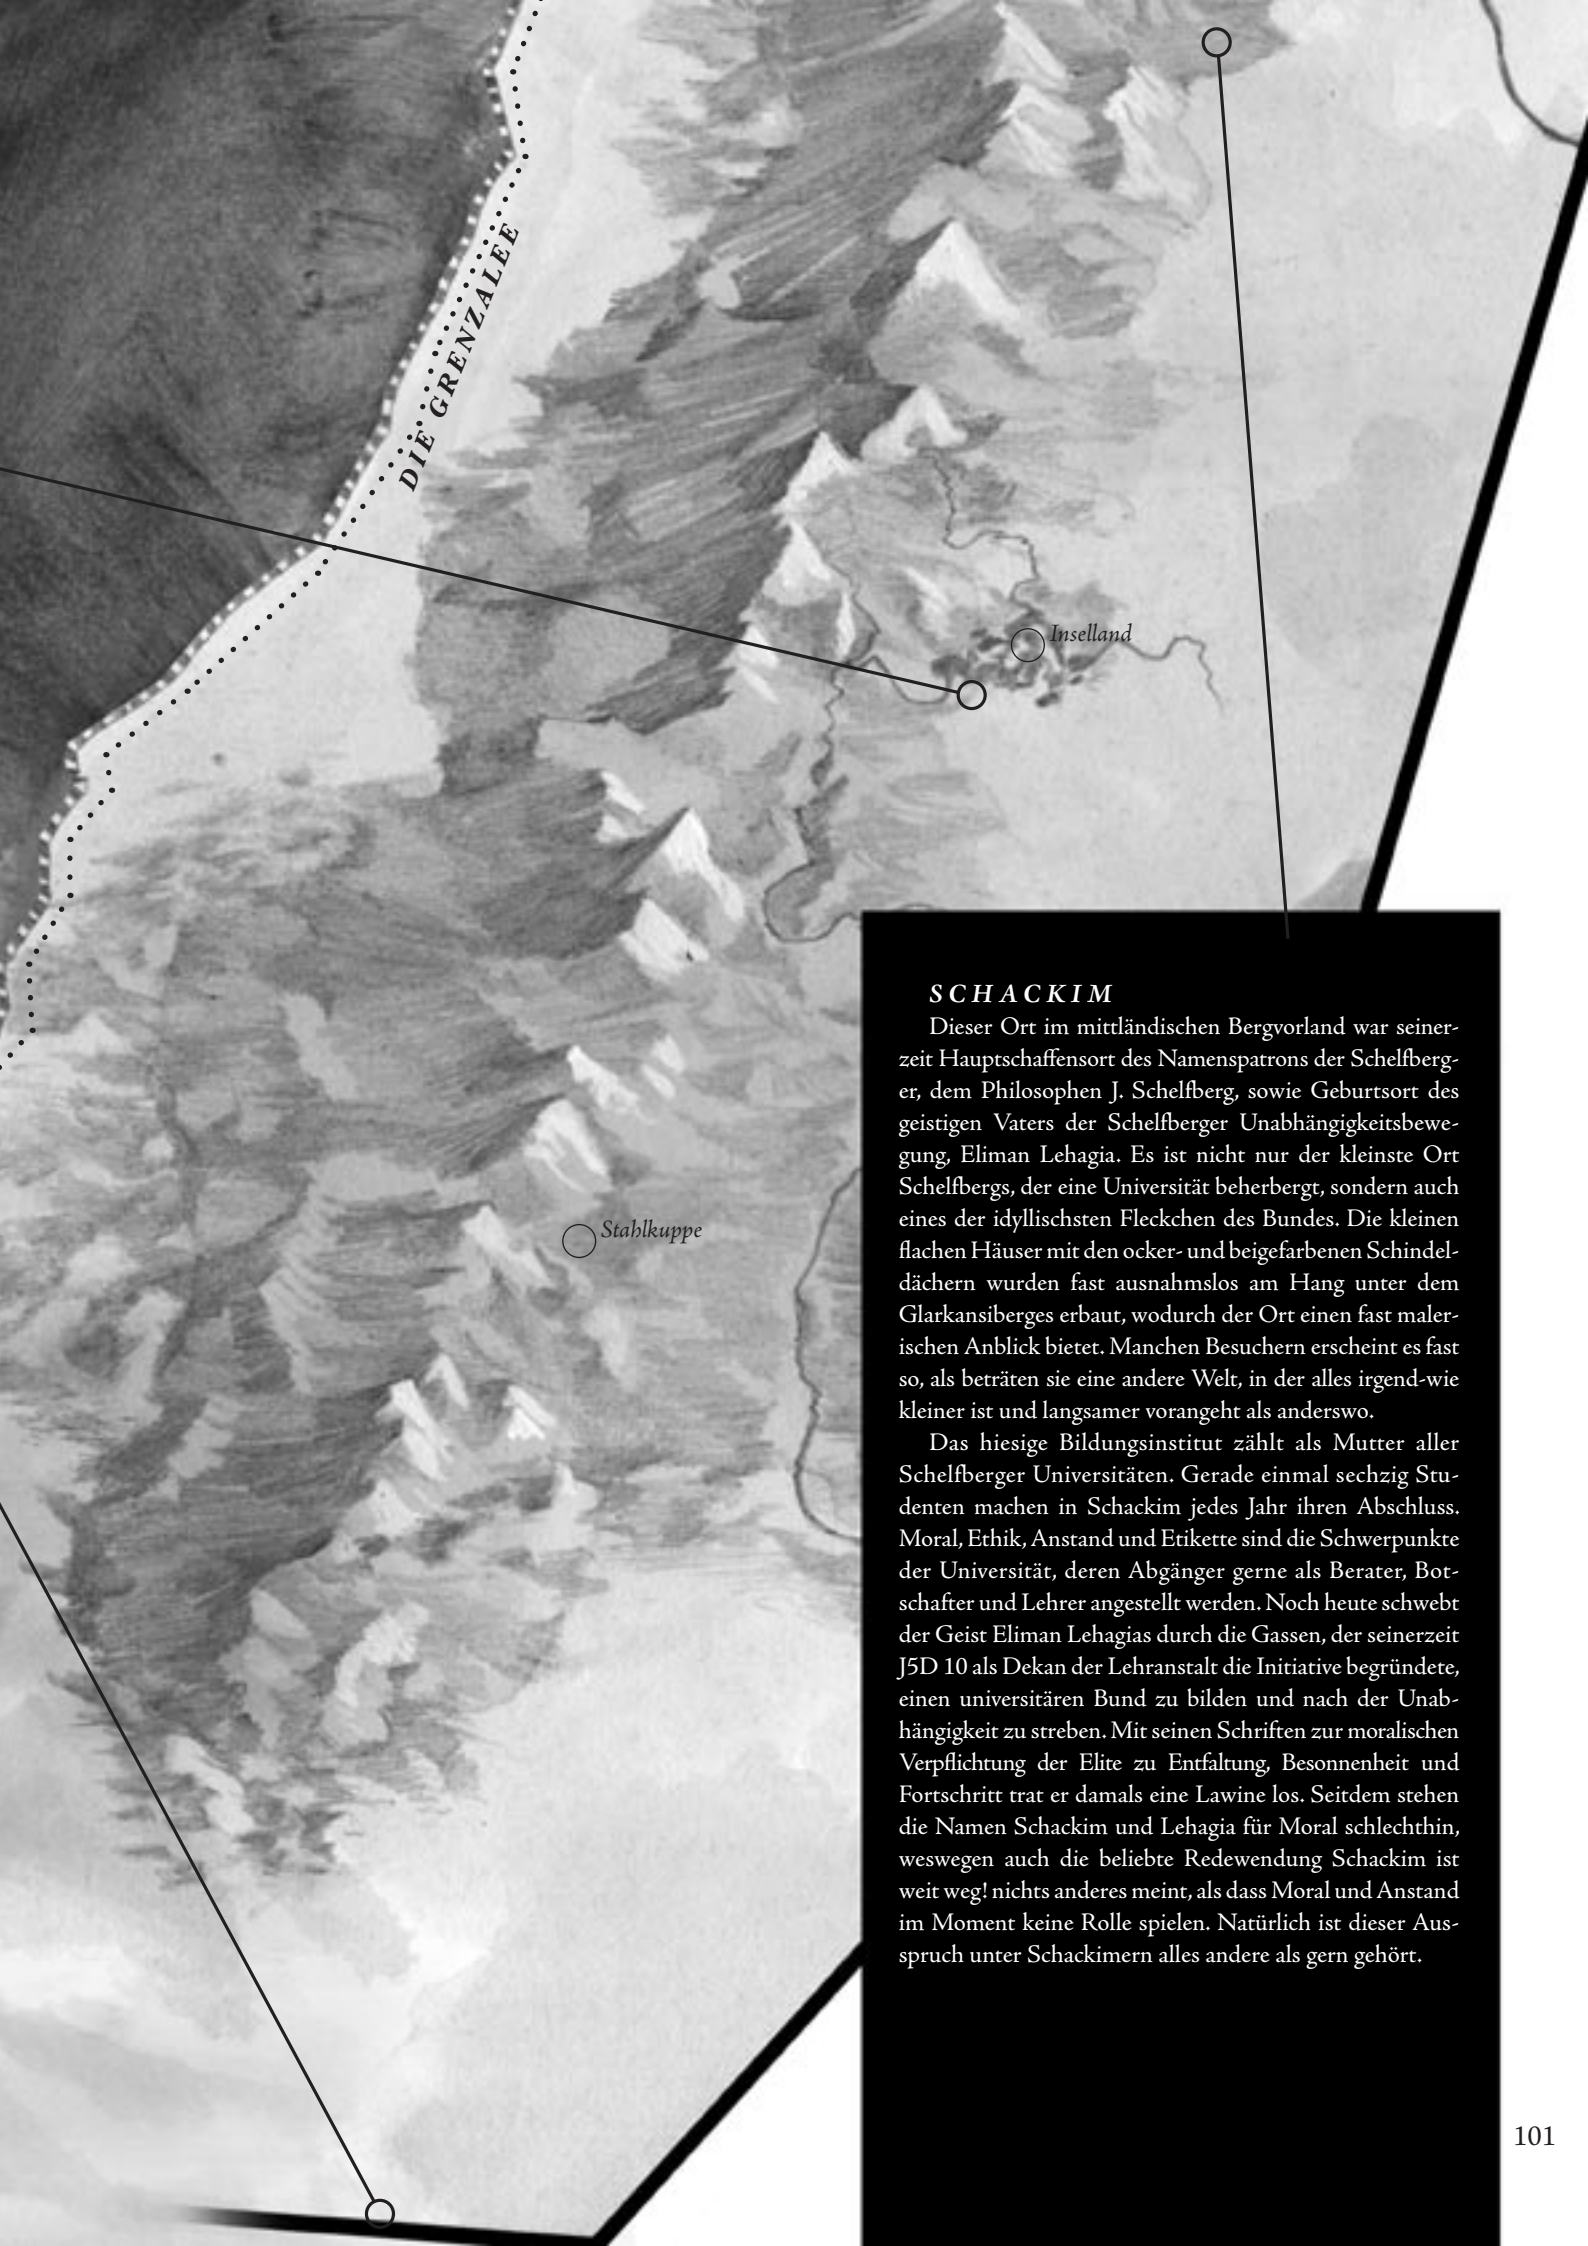 DIE GRENZALEE
Inselland
Stahlkuppe
SCHACKIM
Dieser Ort im mittländischen Bergvorland war seiner-
zeit Hauptschaffensort des Namenspatrons der Schelfberg-
er, dem Philosophen J. Schelfberg, sowie Geburtsort des
geistigen Vaters der Schelfberger Unabhängigkeitsbewe-
gung, Eliman Lehagia. Es ist nicht nur der kleinste Ort
Schelfbergs, der eine Universität beherbergt, sondern auch
eines der idyllischsten Fleckchen des Bundes. Die kleinen
flachen Häuser mit den ocker- und beigefarbenen Schindel-
dächern wurden fast ausnahmslos am Hang unter dem
Glarkansiberges erbaut, wodurch der Ort einen fast maler-
ischen Anblick bietet. Manchen Besuchern erscheint es fast
so, als beträten sie eine andere Welt, in der alles irgend-wie
kleiner ist und langsamer vorangeht als anderswo.
Das hiesige Bildungsinstitut zählt als Mutter aller
Schelfberger Universitäten. Gerade einmal sechzig Stu-
denten machen in Schackim jedes Jahr ihren Abschluss.
Moral, Ethik, Anstand und Etikette sind die Schwerpunkte
der Universität, deren Abgänger gerne als Berater, Bot-
schafter und Lehrer angestellt werden. Noch heute schwebt
der Geist Eliman Lehagias durch die Gassen, der seinerzeit
J5D 10 als Dekan der Lehranstalt die Initiative begründete,
einen universitären Bund zu bilden und nach der Unab-
hängigkeit zu streben. Mit seinen Schriften zur moralischen
Verpflichtung der Elite zu Entfaltung, Besonnenheit und
Fortschritt trat er damals eine Lawine los. Seitdem stehen
die Namen Schackim und Lehagia für Moral schlechthin,
weswegen auch die beliebte Redewendung Schackim ist
weit weg! nichts anderes meint, als dass Moral und Anstand
im Moment keine Rolle spielen. Natürlich ist dieser Aus-
spruch unter Schackimern alles andere als gern gehört.
101